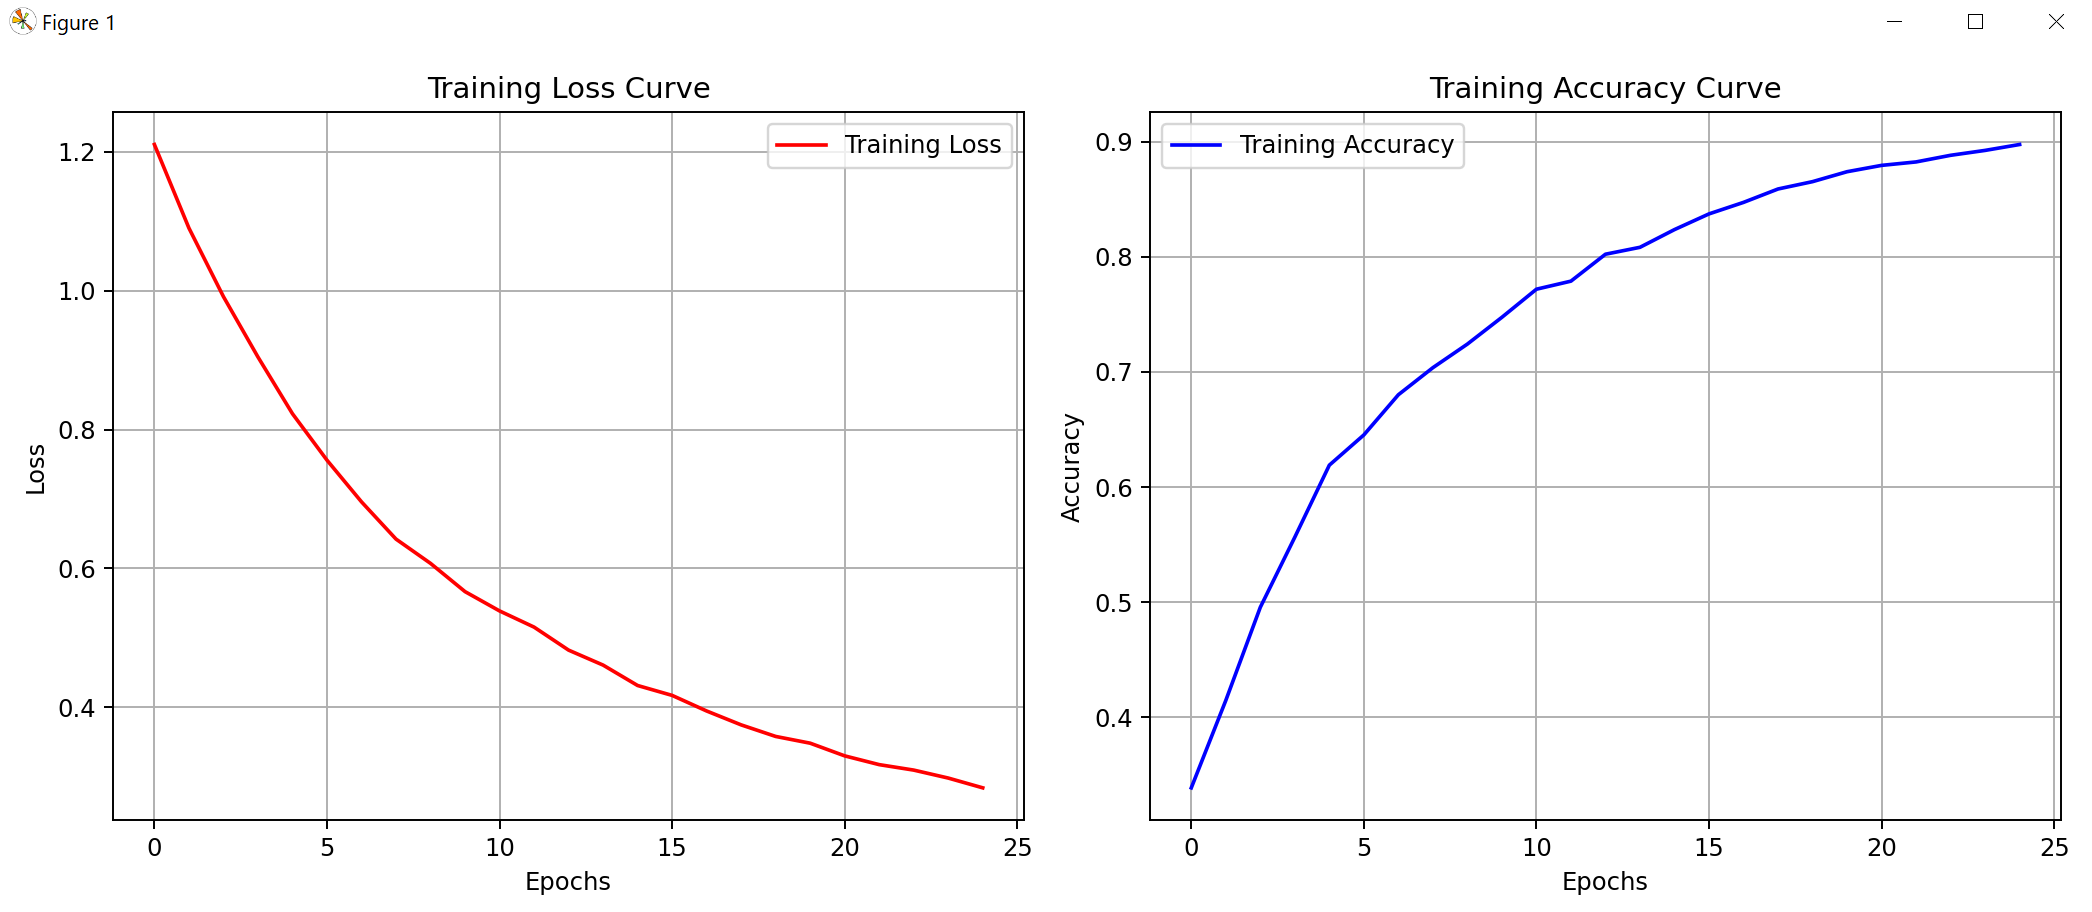 Figure 1
Training Loss Curve
Training Loss
1.2
1.0
0.8
0.6
0.4
Loss
0 5 10 15 20 25
Epochs
Training Accuracy Curve
Training Accuracy
0.9
0.8
0.7
0.6
0.5
0.4
Accuracy
0 5 10 15 20 25
Epochs